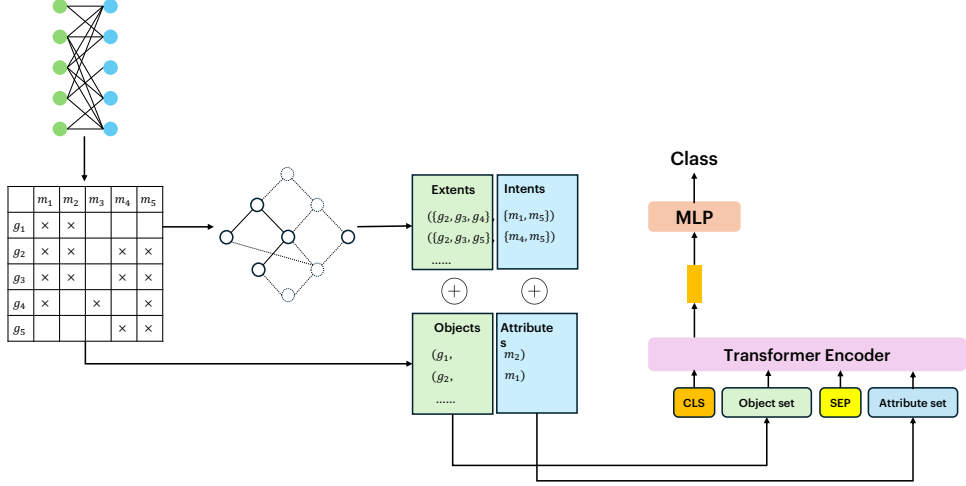 m₁ m₂ m₃ m₄ m₅
g₁ × ×
g₂ × × × ×
g₃ × × × ×
g₄ × × ×
g₅ × ×
Extents Intents
({g₂, g₃, g₄}, {m₁, m₅})
({g₂, g₃, g₅}, {m₄, m₅})
......
+ +
Objects Attribute
s
(g₁, m₂)
(g₂, m₁)
......
Class
MLP
Transformer Encoder
CLS Object set SEP Attribute set